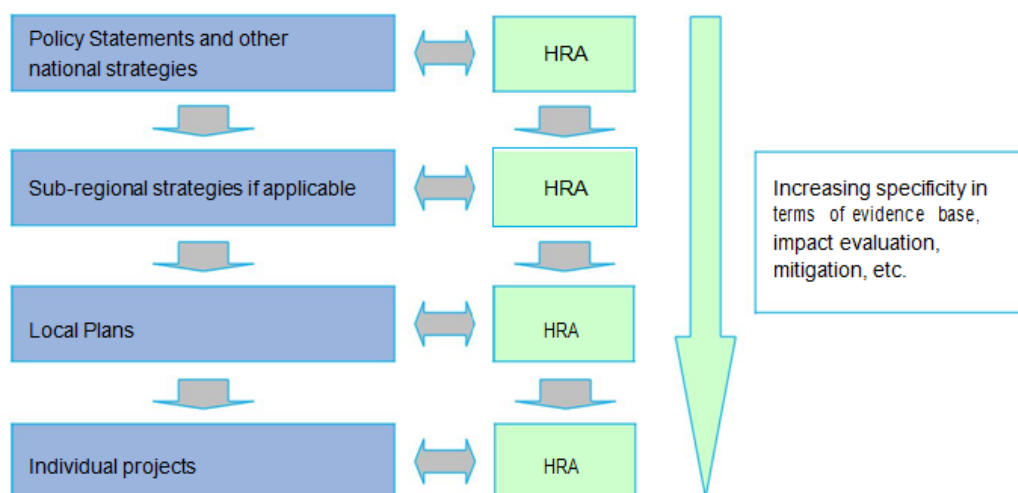 Policy Statements and other
national strategies
HRA
Sub-regional strategies if applicable
HRA
Increasing specificity in
terms of evidence base,
impact evaluation,
mitigation, etc.
Local Plans
HRA
Individual projects
HRA